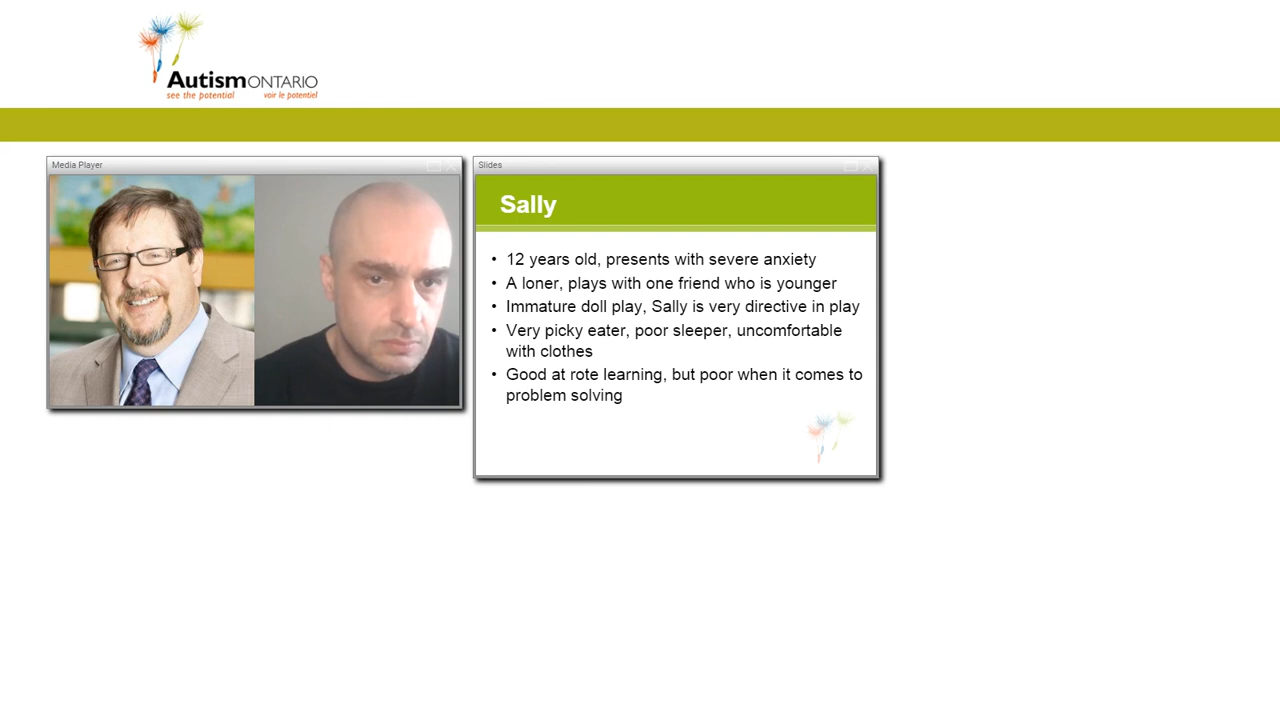 AutismONTARIO
see the potential voir le potentiel
Media Player
Slides
Sally
• 12 years old, presents with severe anxiety
• A loner, plays with one friend who is younger
• Immature doll play, Sally is very directive in play
• Very picky eater, poor sleeper, uncomfortable
with clothes
• Good at rote learning, but poor when it comes to
problem solving